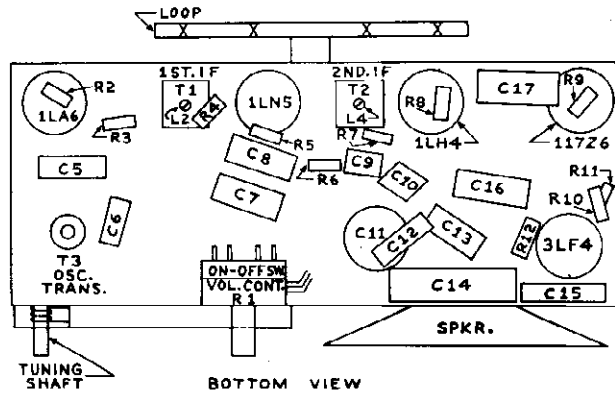 LOOP
1ST. IF
2ND. IF
R2
T1
T2
C17
R9
1LA6
L2
R4
1LN5
L4
R8
R3
R5
R7
1LH4
117Z6
C8
C9
R6
C5
C10
C16
R11
C7
R10
C6
C11
C12
C13
R12
3LF4
T3
OSC.
TRANS.
ON-OFF SW.
VOL. CONT.
R1
C14
C15
SPKR.
TUNING
SHAFT
BOTTOM VIEW